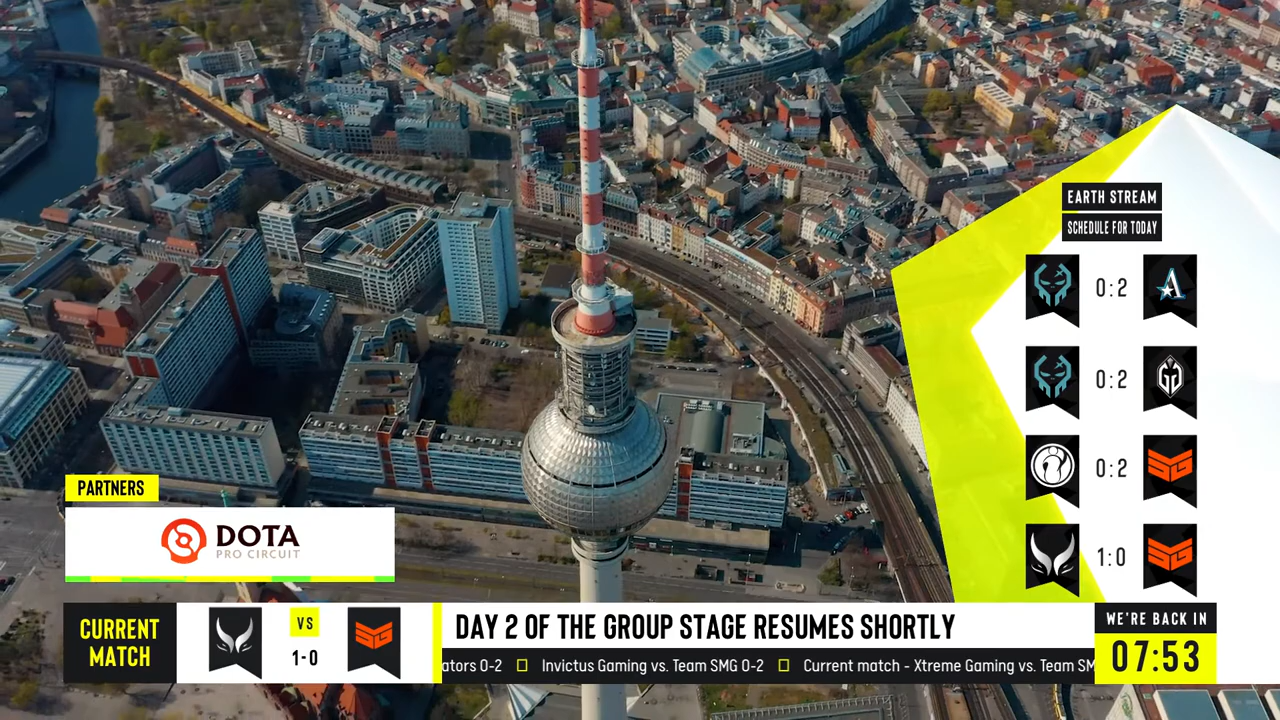 EARTH STREAM
SCHEDULE FOR TODAY
0:2
0:2
0:2
1:0
PARTNERS
DOTA
PRO CIRCUIT
CURRENT
MATCH
VS
1-0
DAY 2 OF THE GROUP STAGE RESUMES SHORTLY
ators 0-2 Invictus Gaming vs. Team SMG 0-2 Current match - Xtreme Gaming vs. Team SM
WE'RE BACK IN
07:53